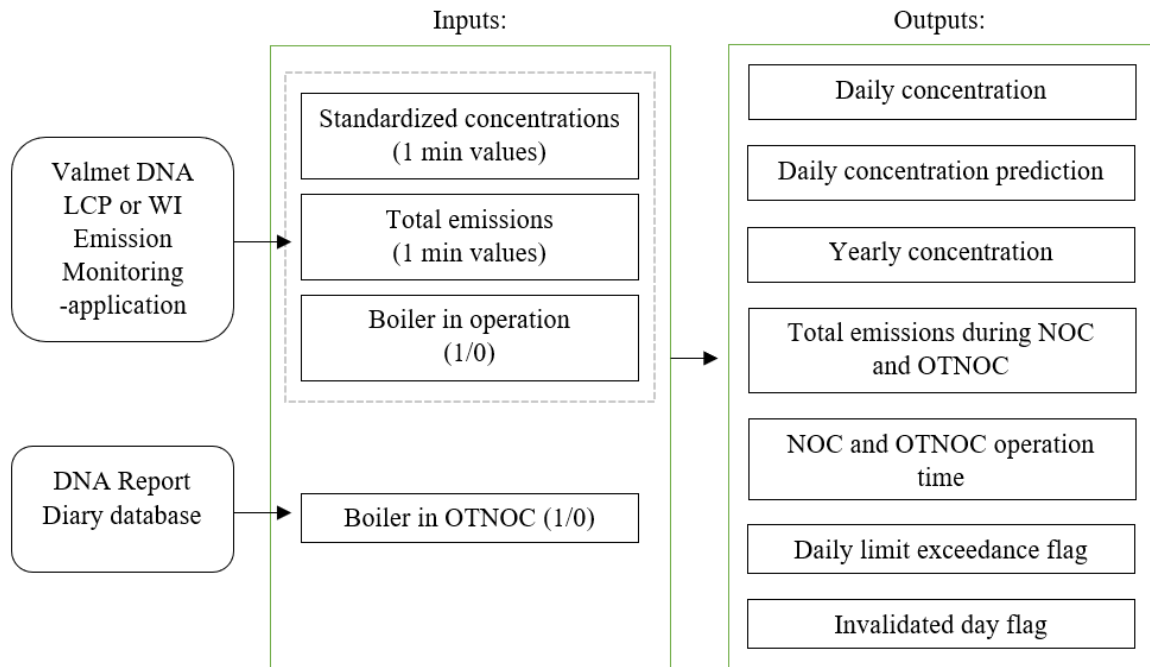 Inputs:
Outputs:
Valmet DNA
LCP or WI
Emission
Monitoring
-application
DNA Report
Diary database
Standardized concentrations
(1 min values)
Total emissions
(1 min values)
Boiler in operation
(1/0)
Boiler in OTNOC (1/0)
Daily concentration
Daily concentration prediction
Yearly concentration
Total emissions during NOC
and OTNOC
NOC and OTNOC operation
time
Daily limit exceedance flag
Invalidated day flag